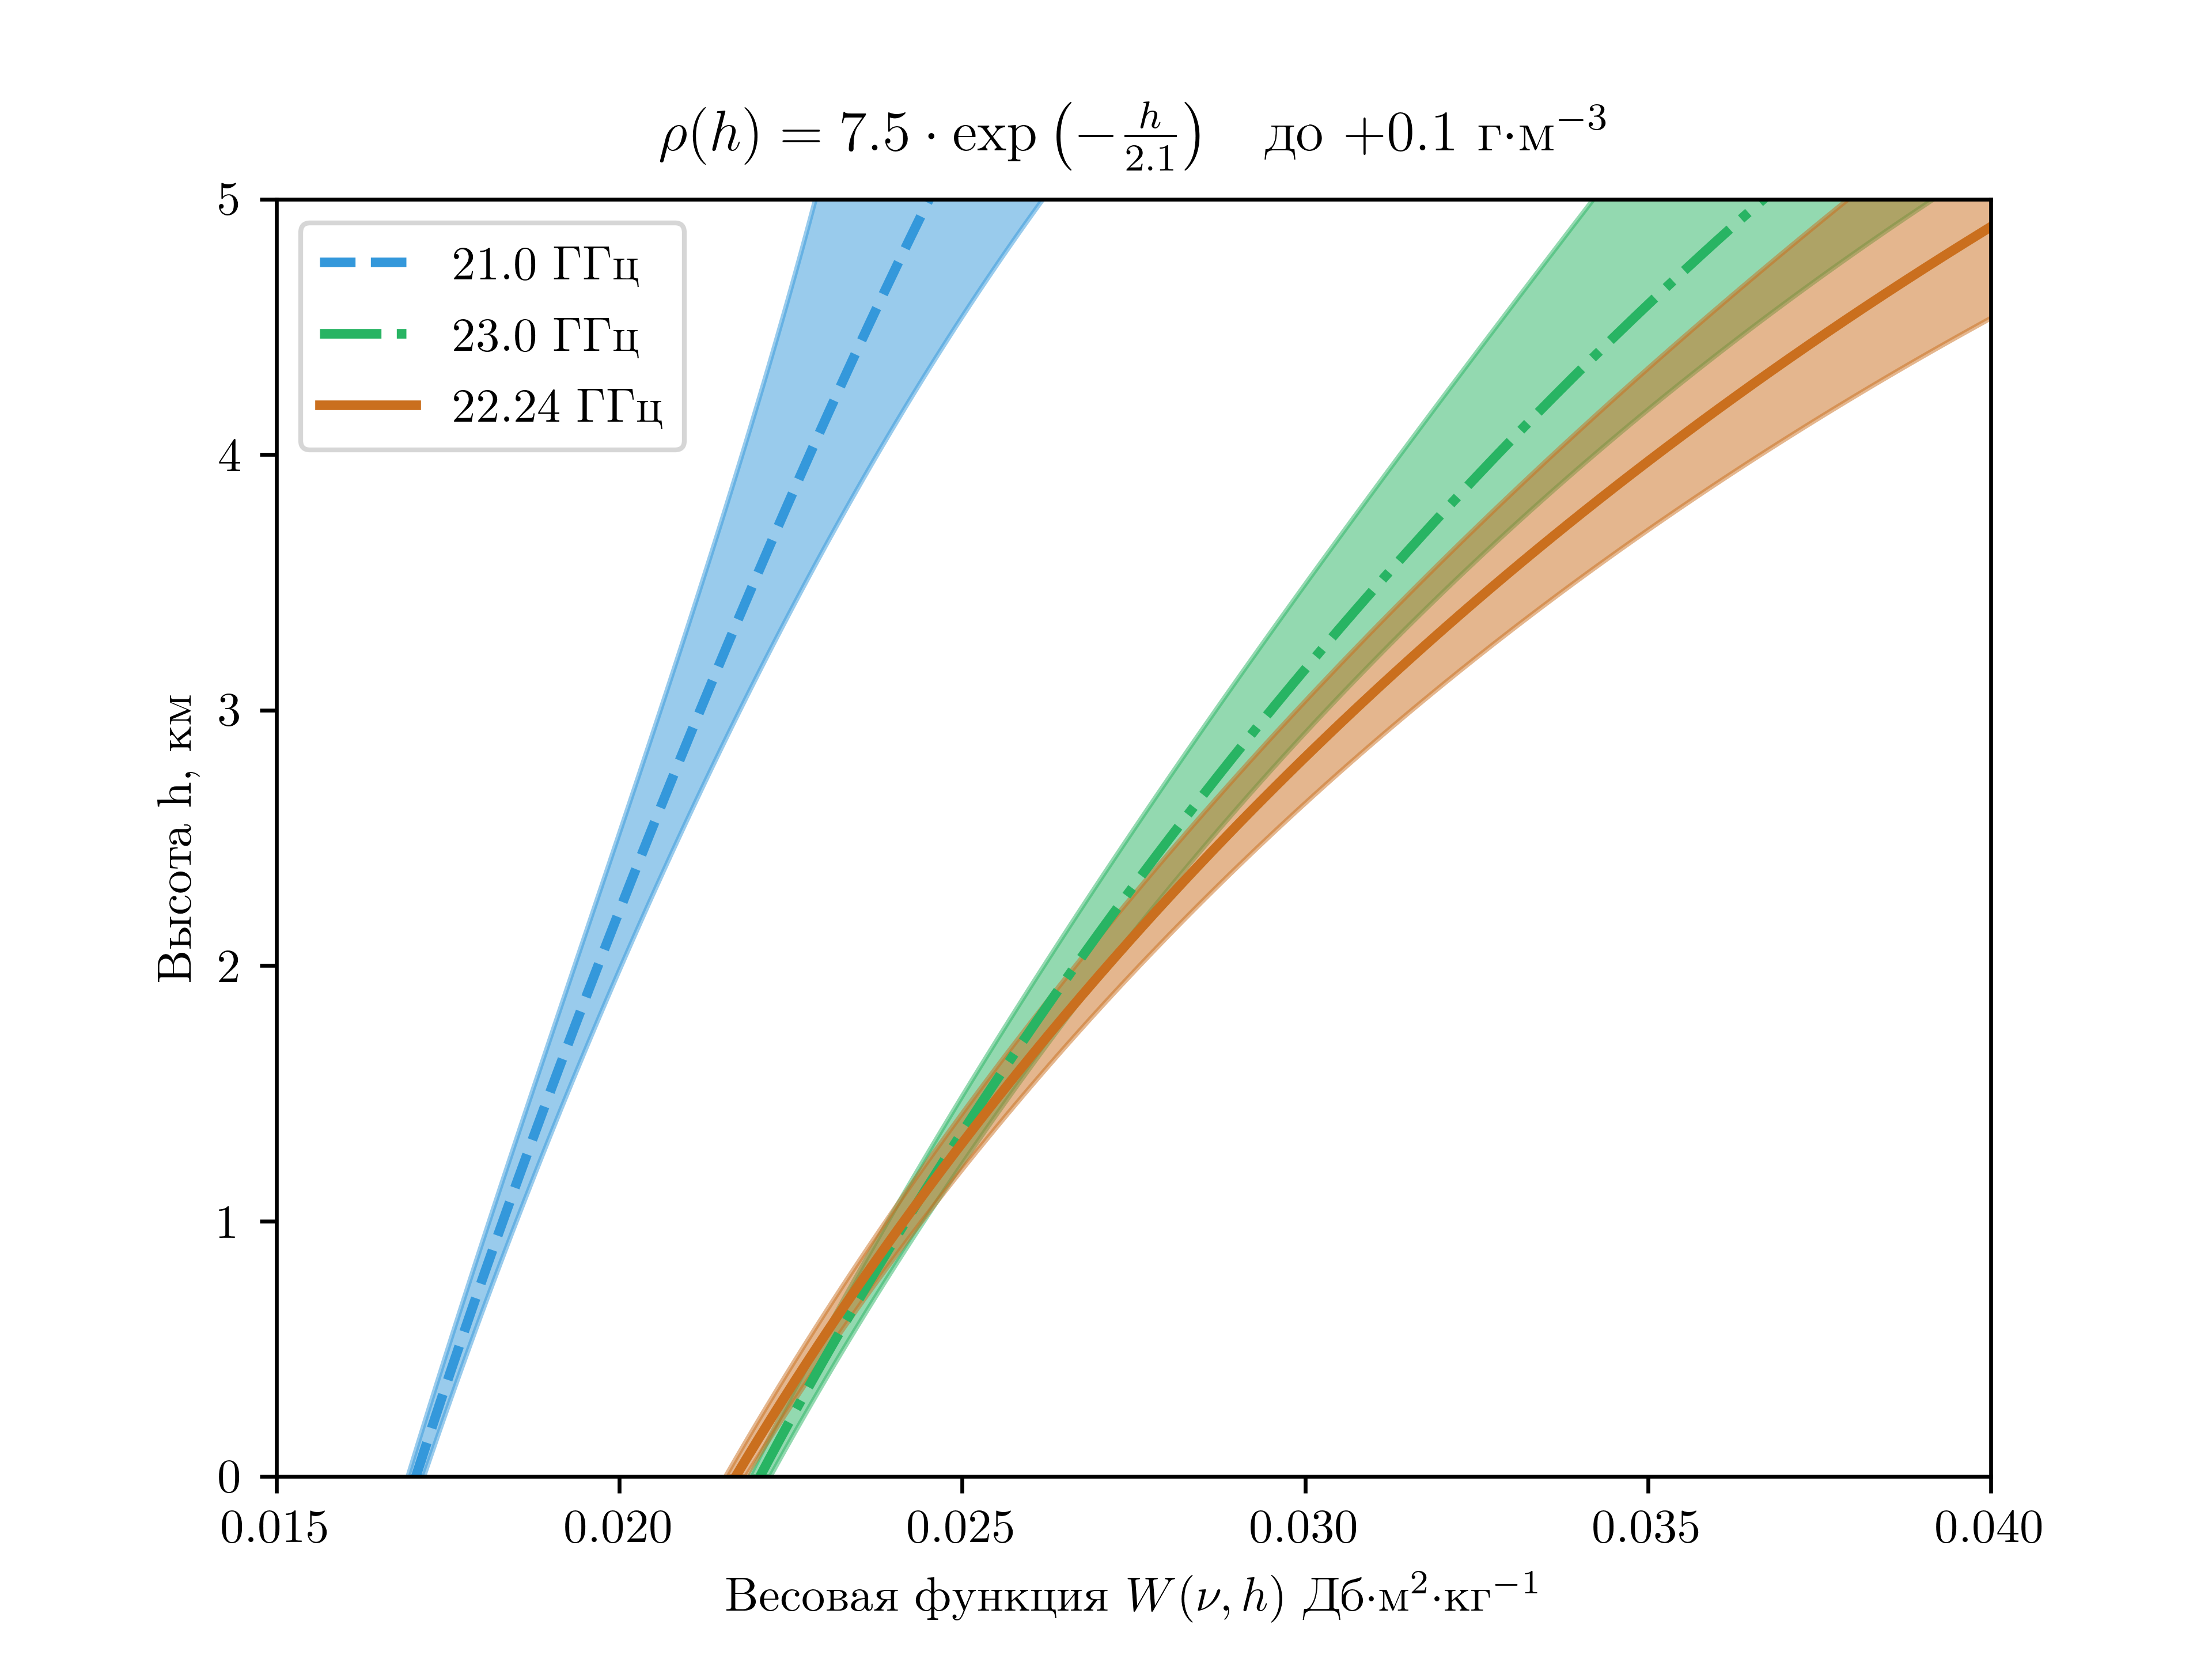 ρ(h) = 7.5 · exp(−h/2.1) до +0.1 г·м⁻³
21.0 ГГц
23.0 ГГц
22.24 ГГц
Высота h, км
5
4
3
2
1
0
0.015 0.020 0.025 0.030 0.035 0.040
Весовая функция W(ν, h) Дб·м²·кг⁻¹